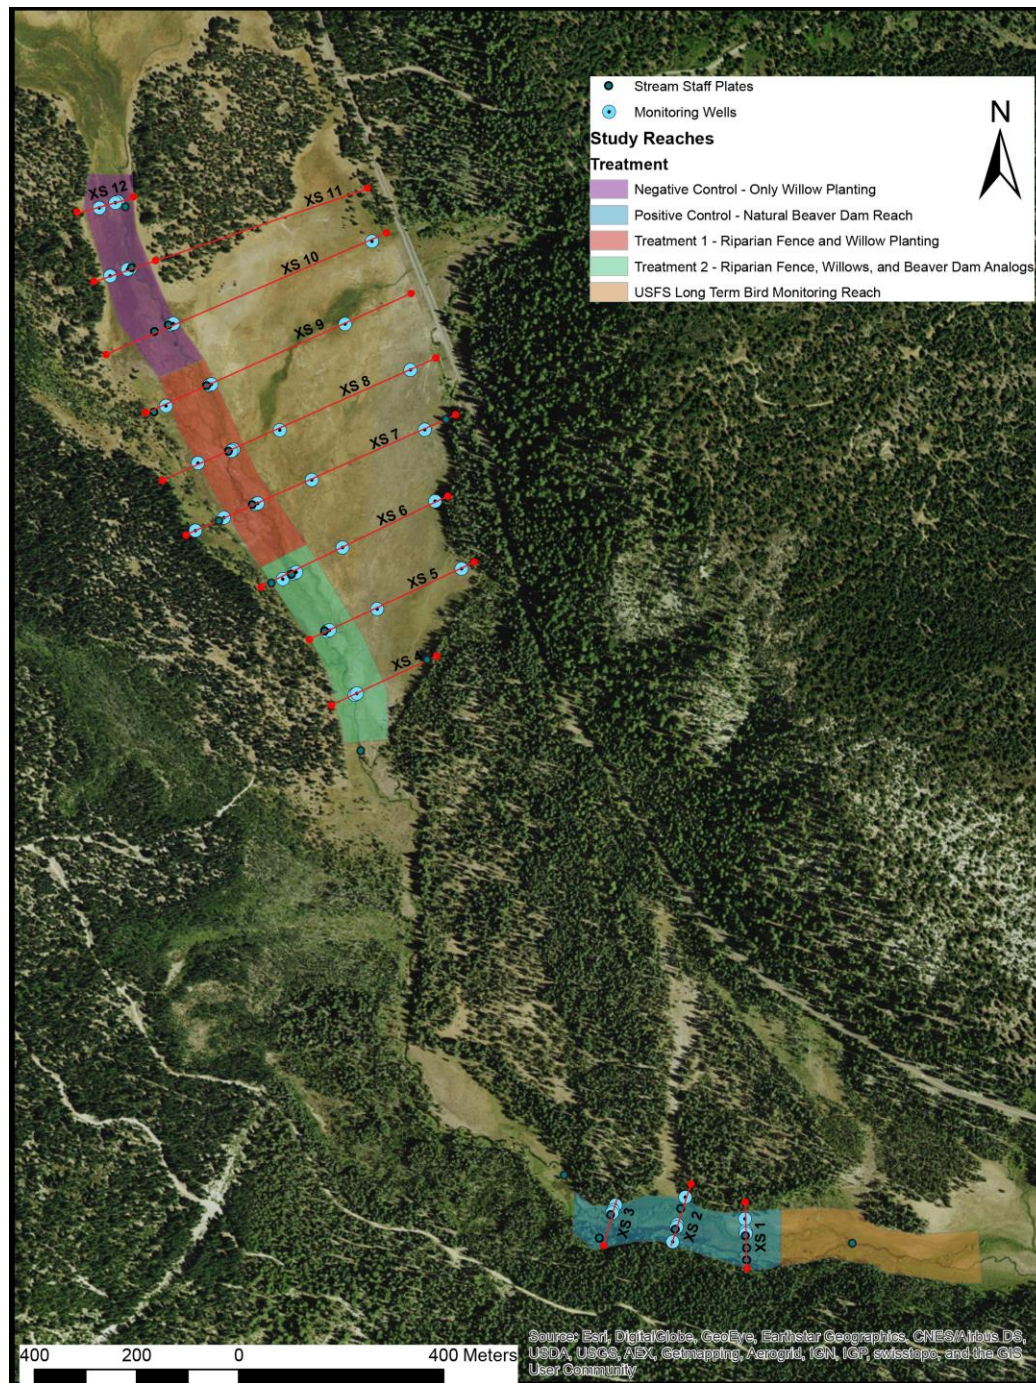 Stream Staff Plates
Monitoring Wells
N
Study Reaches
Treatment
Negative Control - Only Willow Planting
Positive Control - Natural Beaver Dam Reach
Treatment 1 - Riparian Fence and Willow Planting
Treatment 2 - Riparian Fence, Willows, and Beaver Dam Analogs
USFS Long Term Bird Monitoring Reach
XS 12
XS 11
XS 10
XS 9
XS 8
XS 7
XS 6
XS 5
XS 4
XS 3
XS 2
XS 1
400 200 0 400 Meters
Source: Esri, DigitalGlobe, GeoEye, Earthstar Geographics, CNES/Airbus DS,
USDA, USGS, AEX, Getmapping, Aerogrid, IGN, IGP, swisstopo, and the GIS
User Community